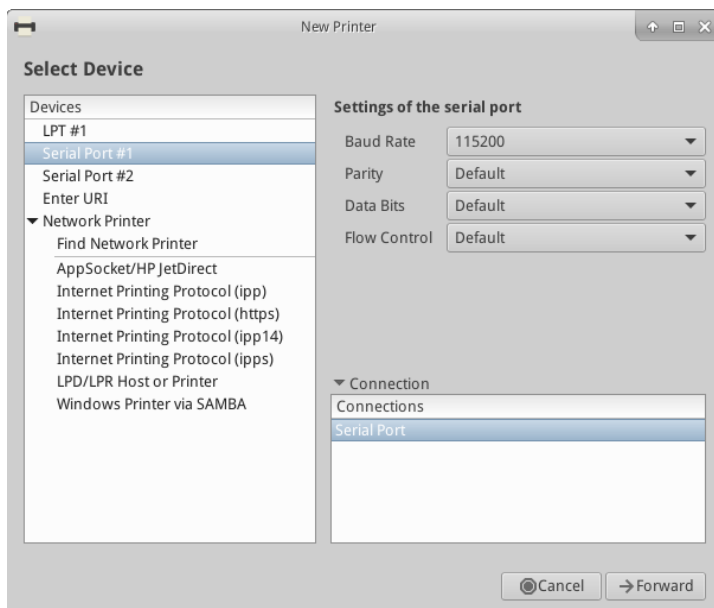 New Printer
Select Device
Devices
LPT #1
Serial Port #1
Serial Port #2
Enter URI
Network Printer
Find Network Printer
AppSocket/HP JetDirect
Internet Printing Protocol (ipp)
Internet Printing Protocol (https)
Internet Printing Protocol (ipp14)
Internet Printing Protocol (ipps)
LPD/LPR Host or Printer
Windows Printer via SAMBA
Settings of the serial port
Baud Rate 115200
Parity Default
Data Bits Default
Flow Control Default
Connection
Connections
Serial Port
Cancel Forward